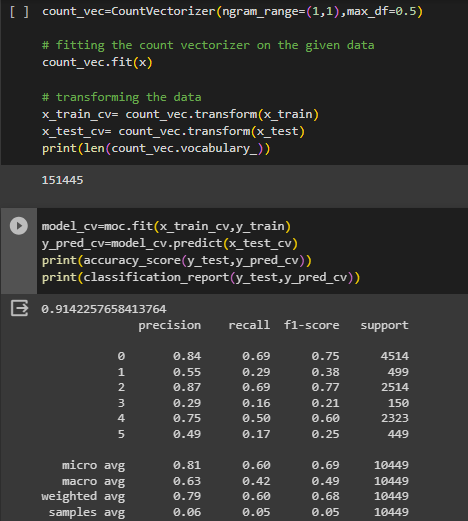 [ ] count_vec=CountVectorizer(ngram_range=(1,1),max_df=0.5)
# fitting the count vectorizer on the given data
count_vec.fit(x)
# transforming the data
x_train_cv= count_vec.transform(x_train)
x_test_cv= count_vec.transform(x_test)
print(len(count_vec.vocabulary_))
151445
model_cv=moc.fit(x_train_cv,y_train)
y_pred_cv=model_cv.predict(x_test_cv)
print(accuracy_score(y_test,y_pred_cv))
print(classification_report(y_test,y_pred_cv))
0.9142257658413764
precision recall f1-score support
0 0.84 0.69 0.75 4514
1 0.55 0.29 0.38 499
2 0.87 0.69 0.77 2514
3 0.29 0.16 0.21 150
4 0.75 0.50 0.60 2323
5 0.49 0.17 0.25 449
micro avg 0.81 0.60 0.69 10449
macro avg 0.63 0.42 0.49 10449
weighted avg 0.79 0.60 0.68 10449
samples avg 0.06 0.05 0.05 10449